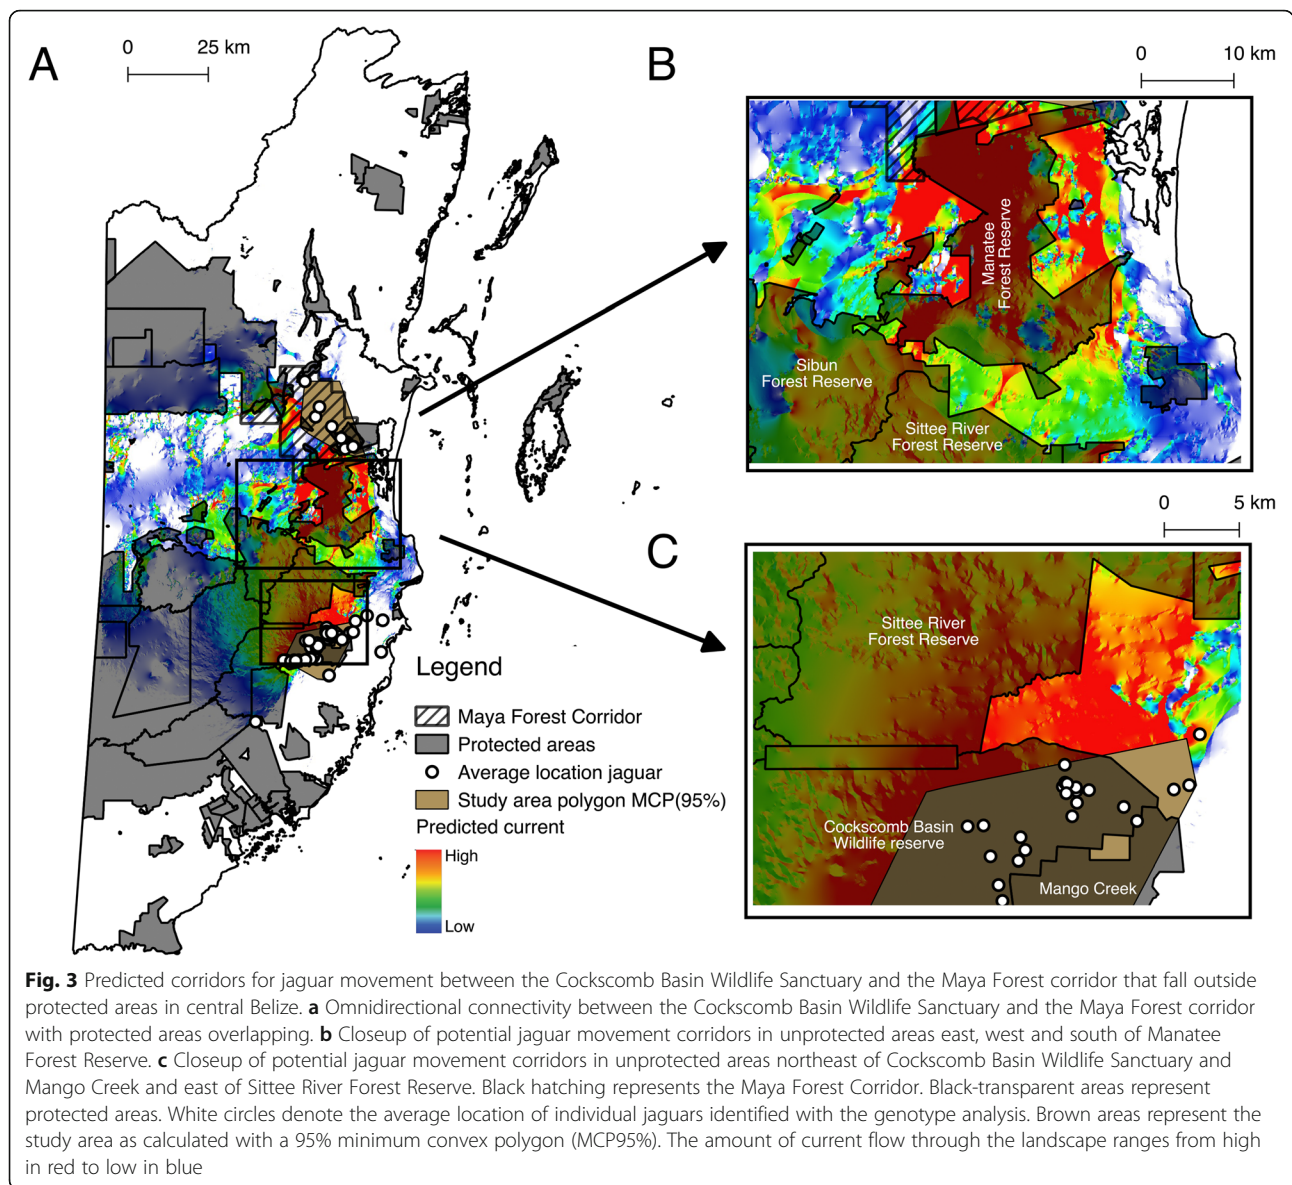 0 25 km
A
B
0 10 km
Manatee
Forest Reserve
Sibun
Forest Reserve
Sittee River
Forest Reserve
C
0 5 km
Sittee River
Forest Reserve
Cockscomb Basin
Wildlife reserve
Mango Creek
Legend
Maya Forest Corridor
Protected areas
Average location jaguar
Study area polygon MCP(95%)
Predicted current
High
Low
Fig. 3 Predicted corridors for jaguar movement between the Cockscomb Basin Wildlife Sanctuary and the Maya Forest corridor that fall outside
protected areas in central Belize. a Omnidirectional connectivity between the Cockscomb Basin Wildlife Sanctuary and the Maya Forest corridor
with protected areas overlapping. b Closeup of potential jaguar movement corridors in unprotected areas east, west and south of Manatee
Forest Reserve. c Closeup of potential jaguar movement corridors in unprotected areas northeast of Cockscomb Basin Wildlife Sanctuary and
Mango Creek and east of Sittee River Forest Reserve. Black hatching represents the Maya Forest Corridor. Black-transparent areas represent
protected areas. White circles denote the average location of individual jaguars identified with the genotype analysis. Brown areas represent the
study area as calculated with a 95% minimum convex polygon (MCP95%). The amount of current flow through the landscape ranges from high
in red to low in blue